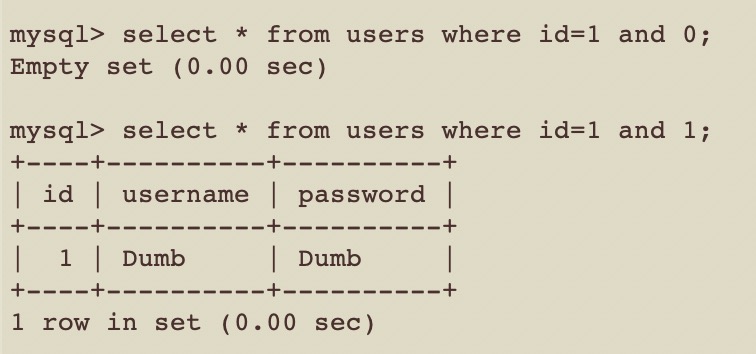 mysql> select * from users where id=1 and 0;
Empty set (0.00 sec)
mysql> select * from users where id=1 and 1;
+----+----------+----------+
| id | username | password |
+----+----------+----------+
|  1 | Dumb     | Dumb     |
+----+----------+----------+
1 row in set (0.00 sec)